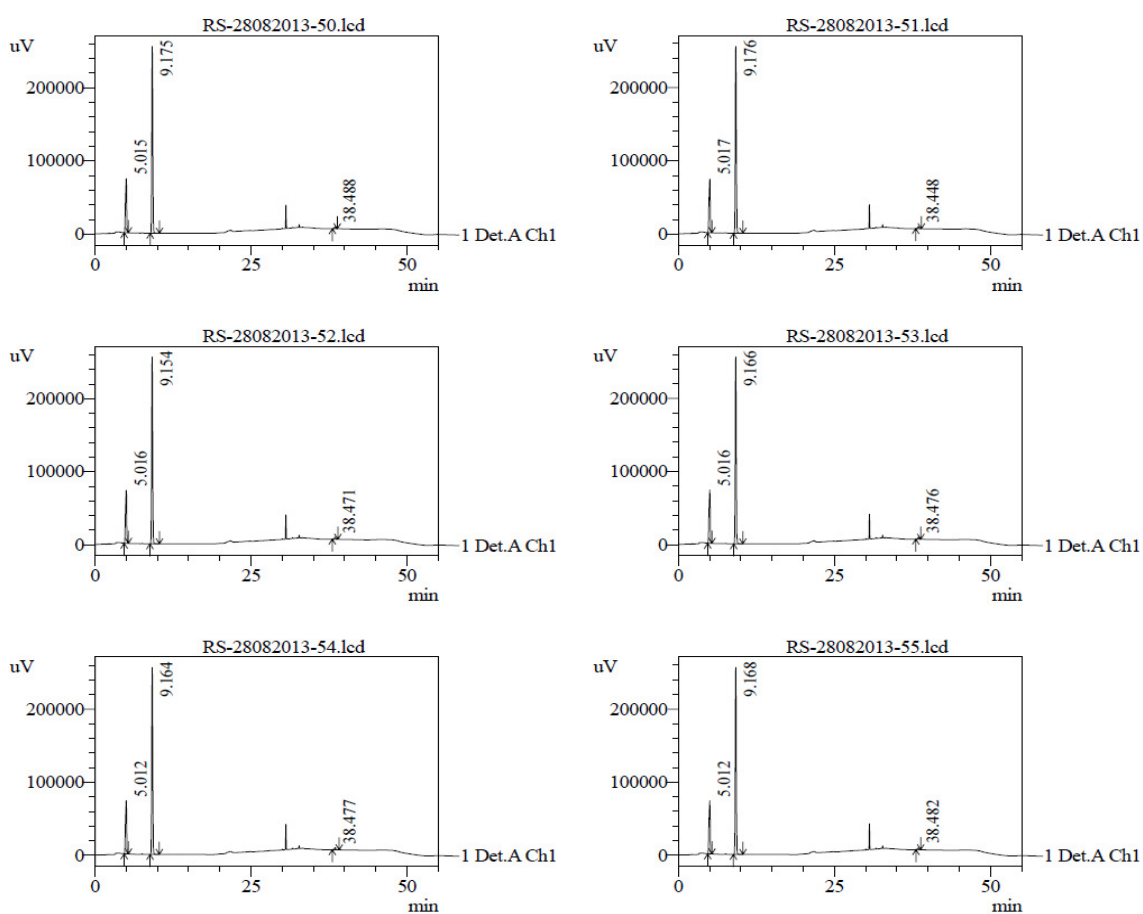 RS-28082013-50.lcd
uV
200000
100000
0
5.015
9.175
38.488
1 Det.A Ch1
0
25
50
min
RS-28082013-51.lcd
uV
200000
100000
0
5.017
9.176
38.448
1 Det.A Ch1
0
25
50
min
RS-28082013-52.lcd
uV
200000
100000
0
5.016
9.154
38.471
1 Det.A Ch1
0
25
50
min
RS-28082013-53.lcd
uV
200000
100000
0
5.016
9.166
38.476
1 Det.A Ch1
0
25
50
min
RS-28082013-54.lcd
uV
200000
100000
0
5.012
9.164
38.477
1 Det.A Ch1
0
25
50
min
RS-28082013-55.lcd
uV
200000
100000
0
5.012
9.168
38.482
1 Det.A Ch1
0
25
50
min